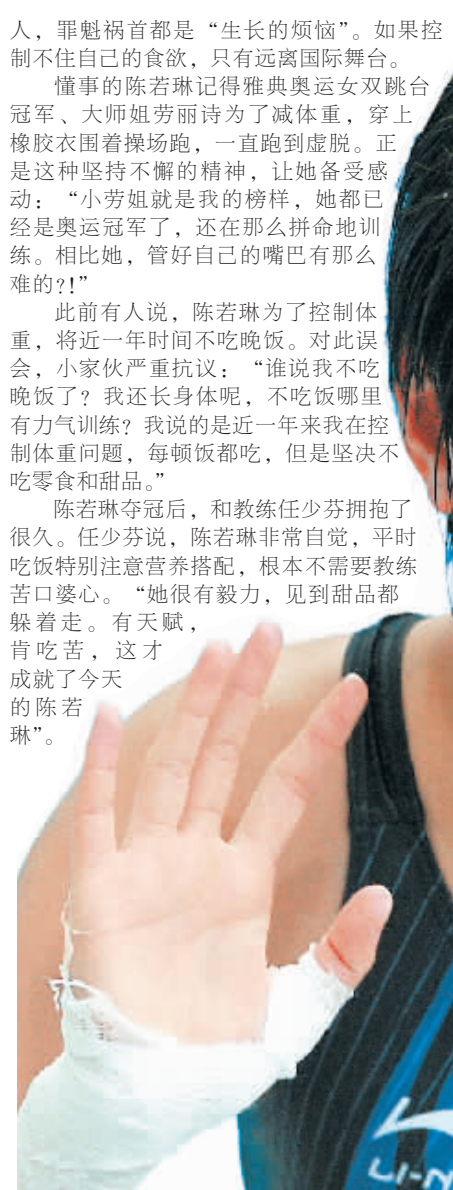 人，罪魁祸首都是“生长的烦恼”。如果控
制不住自己的食欲，只有远离国际舞台。
懂事的陈若琳记得雅典奥运女双跳台
冠军、大师姐劳丽诗为了减体重，穿上
橡胶衣围着操场跑，一直跑到虚脱。正
是这种坚持不懈的精神，让她备受感
动：“小劳姐就是我的榜样，她都已
经是奥运冠军了，还在那么拼命地训
练。相比她，管好自己的嘴巴有那么
难的?!”
此前有人说，陈若琳为了控制体
重，将近一年时间不吃晚饭。对此误
会，小家伙严重抗议：“谁说我不吃
晚饭了？我还长身体呢，不吃饭哪里
有力气训练？我说的是近一年来我在控
制体重问题，每顿饭都吃，但是坚决不
吃零食和甜品。”
陈若琳夺冠后，和教练任少芬拥抱了
很久。任少芬说，陈若琳非常自觉，平时
吃饭特别注意营养搭配，根本不需要教练
苦口婆心。“她很有毅力，见到甜品都
躲着走。有天赋，
肯吃苦，这才
成就了今天
的陈若
琳”。
LI-N